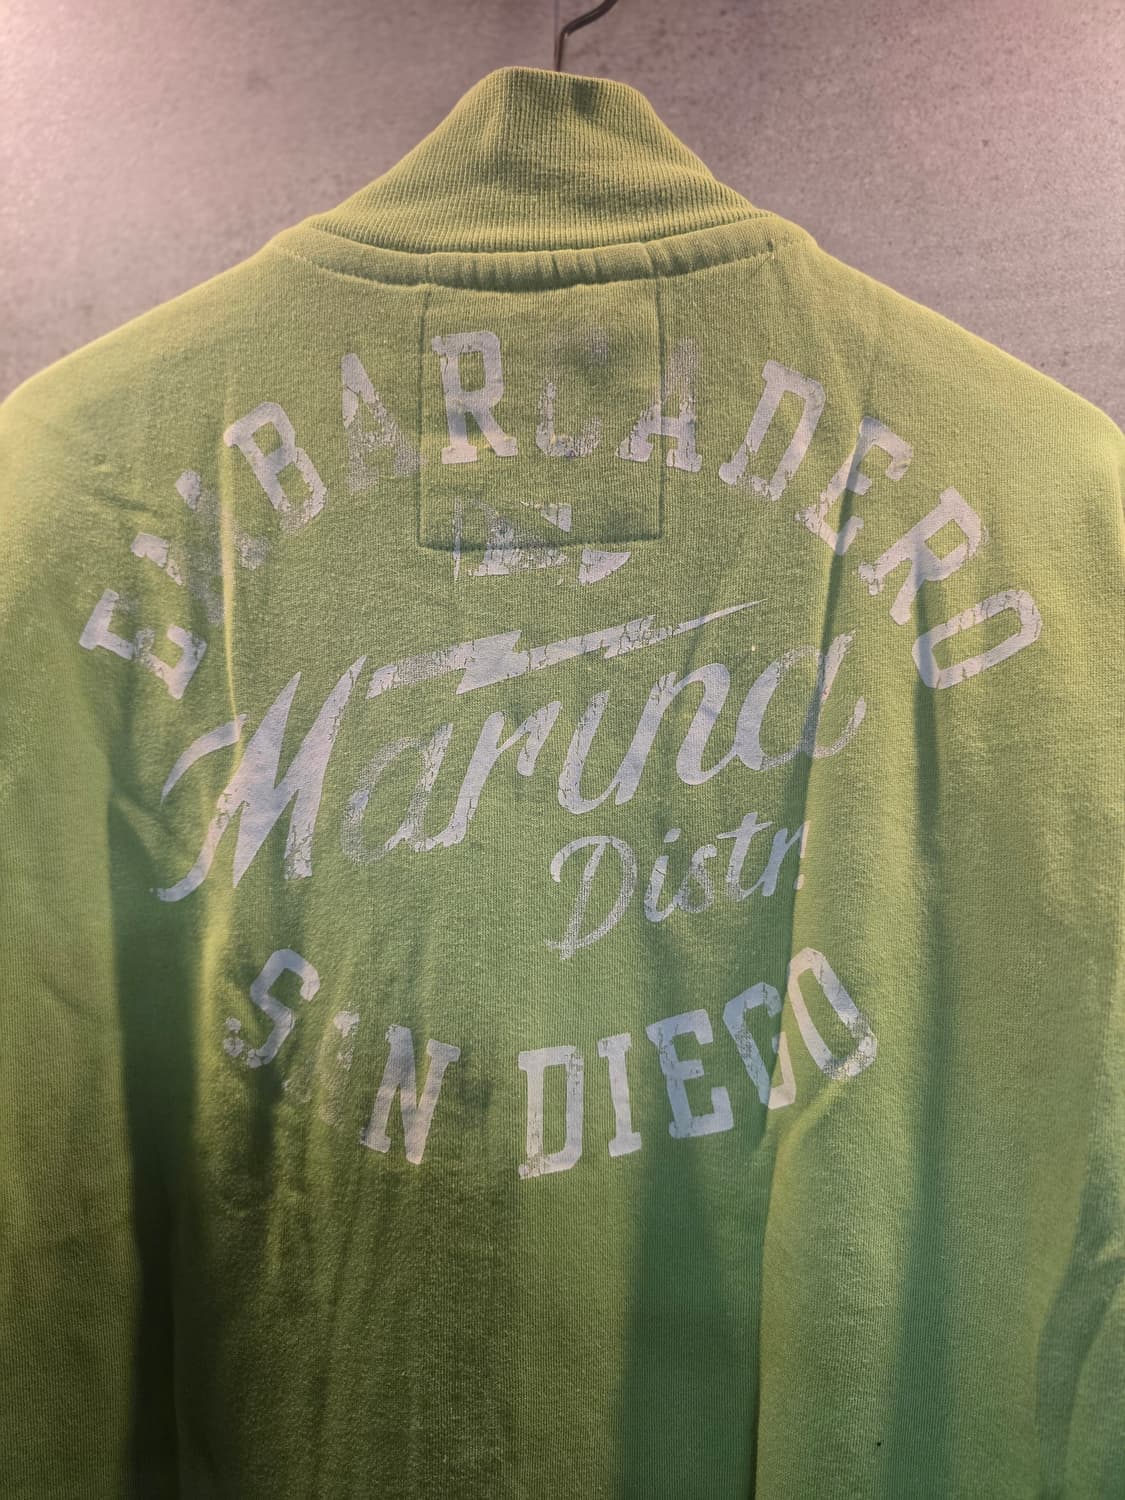 EMBARCADERO
Marina
Distr.
SAN DIEGO